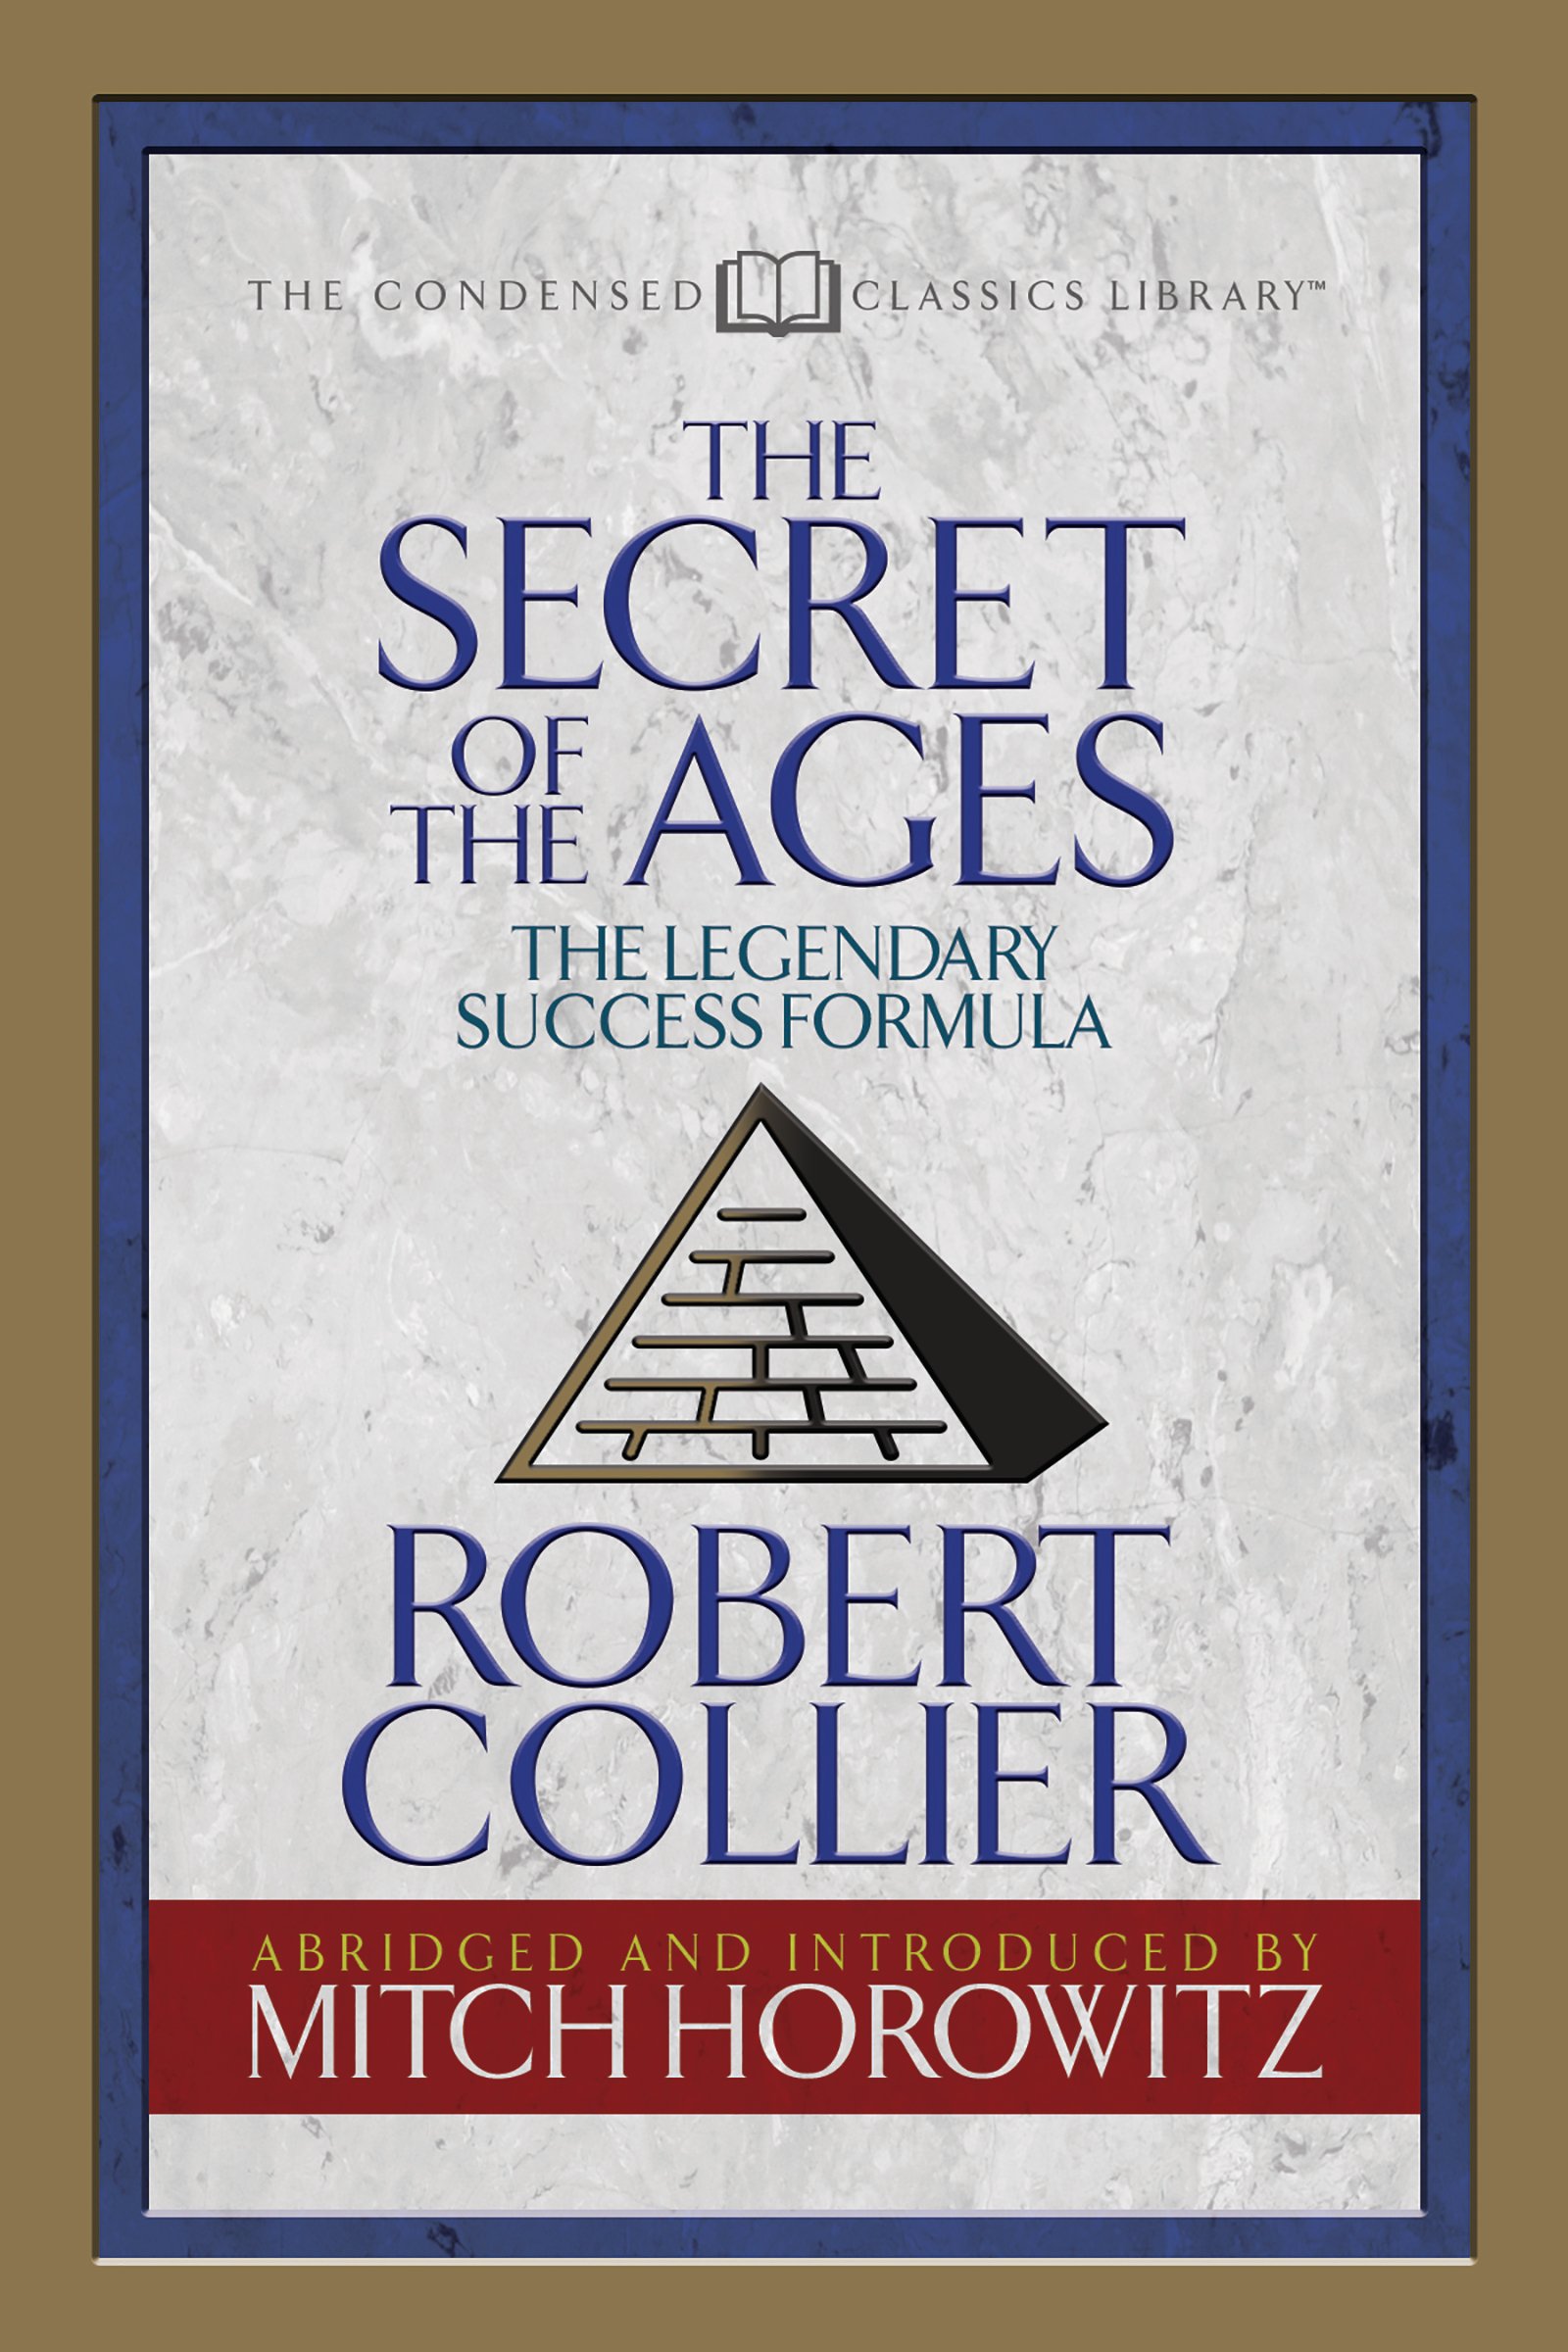 THE CONDENSED CLASSICS LIBRARY™
THE
SECRET
OF THE AGES
THE LEGENDARY
SUCCESS FORMULA
ROBERT
COLLIER
ABRIDGED AND INTRODUCED BY
MITCH HOROWITZ